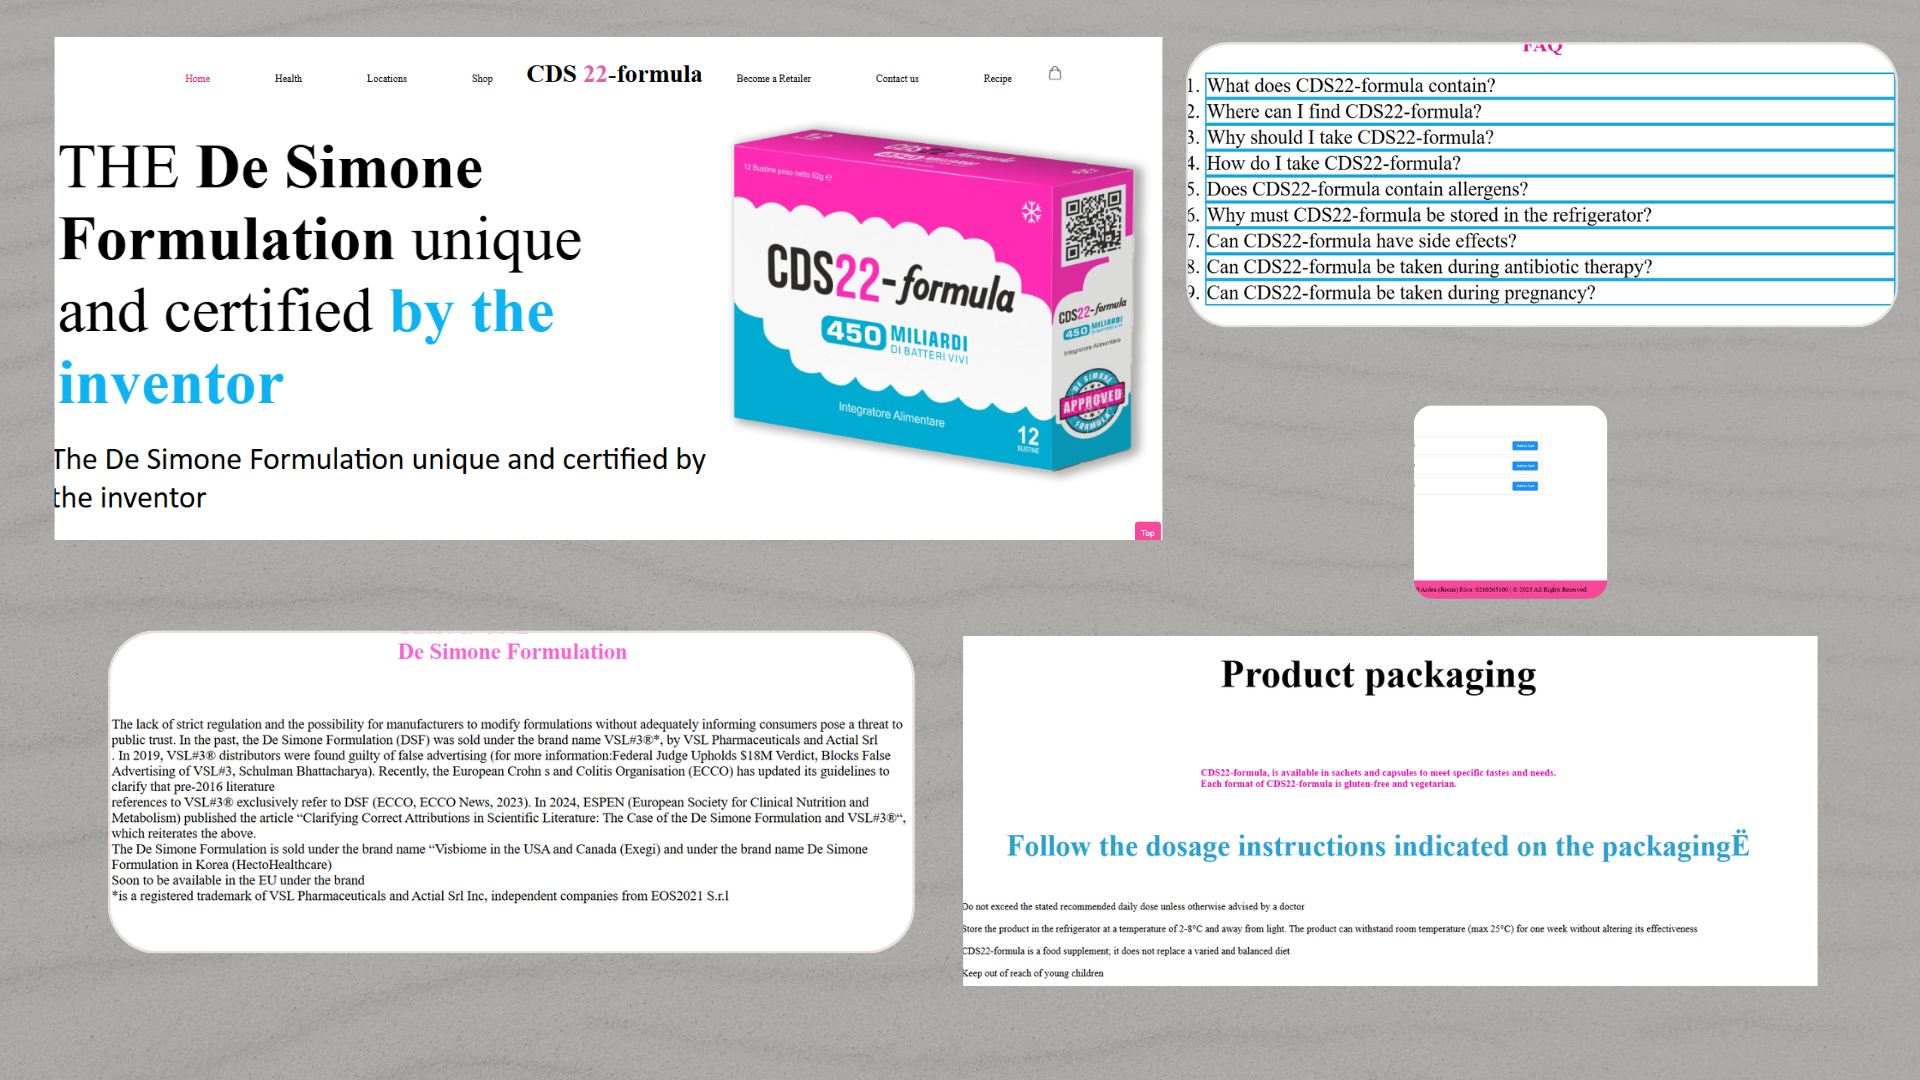 Home
Health
Locations
Shop
CDS 22-formula
Become a Retailer
Contact us
Recipe
THE De Simone
Formulation unique
and certified by the
inventor
The De Simone Formulation unique and certified by
the inventor
12 Bustine peso netto 52g e
CDS22-formula
450 MILIARDI
DI BATTERI VIVI
Integratore Alimentare
12
BUSTINE
CDS22-formula
450 MILIARDI
DI BATTERI VIVI
Integratore Alimentare
DE SIMONE
APPROVED
FORMULA
Top
FAQ
1. What does CDS22-formula contain?
2. Where can I find CDS22-formula?
3. Why should I take CDS22-formula?
4. How do I take CDS22-formula?
5. Does CDS22-formula contain allergens?
6. Why must CDS22-formula be stored in the refrigerator?
7. Can CDS22-formula have side effects?
8. Can CDS22-formula be taken during antibiotic therapy?
9. Can CDS22-formula be taken during pregnancy?
Add to Cart
Add to Cart
Add to Cart
Ardea (Roma) P.iva: 0210265100 | © 2025 All Rights Reserved.
De Simone Formulation
The lack of strict regulation and the possibility for manufacturers to modify formulations without adequately informing consumers pose a threat to
public trust. In the past, the De Simone Formulation (DSF) was sold under the brand name VSL#3®*, by VSL Pharmaceuticals and Actial Srl
. In 2019, VSL#3® distributors were found guilty of false advertising (for more information:Federal Judge Upholds $18M Verdict, Blocks False
Advertising of VSL#3, Schulman Bhattacharya). Recently, the European Crohn s and Colitis Organisation (ECCO) has updated its guidelines to
clarify that pre-2016 literature
references to VSL#3® exclusively refer to DSF (ECCO, ECCO News, 2023). In 2024, ESPEN (European Society for Clinical Nutrition and
Metabolism) published the article “Clarifying Correct Attributions in Scientific Literature: The Case of the De Simone Formulation and VSL#3®“,
which reiterates the above.
The De Simone Formulation is sold under the brand name “Visbiome in the USA and Canada (Exegi) and under the brand name De Simone
Formulation in Korea (HectoHealthcare)
Soon to be available in the EU under the brand
*is a registered trademark of VSL Pharmaceuticals and Actial Srl Inc, independent companies from EOS2021 S.r.l
Product packaging
CDS22-formula, is available in sachets and capsules to meet specific tastes and needs.
Each format of CDS22-formula is gluten-free and vegetarian.
Follow the dosage instructions indicated on the packagingË
Do not exceed the stated recommended daily dose unless otherwise advised by a doctor
Store the product in the refrigerator at a temperature of 2-8°C and away from light. The product can withstand room temperature (max 25°C) for one week without altering its effectiveness
CDS22-formula is a food supplement; it does not replace a varied and balanced diet
Keep out of reach of young children